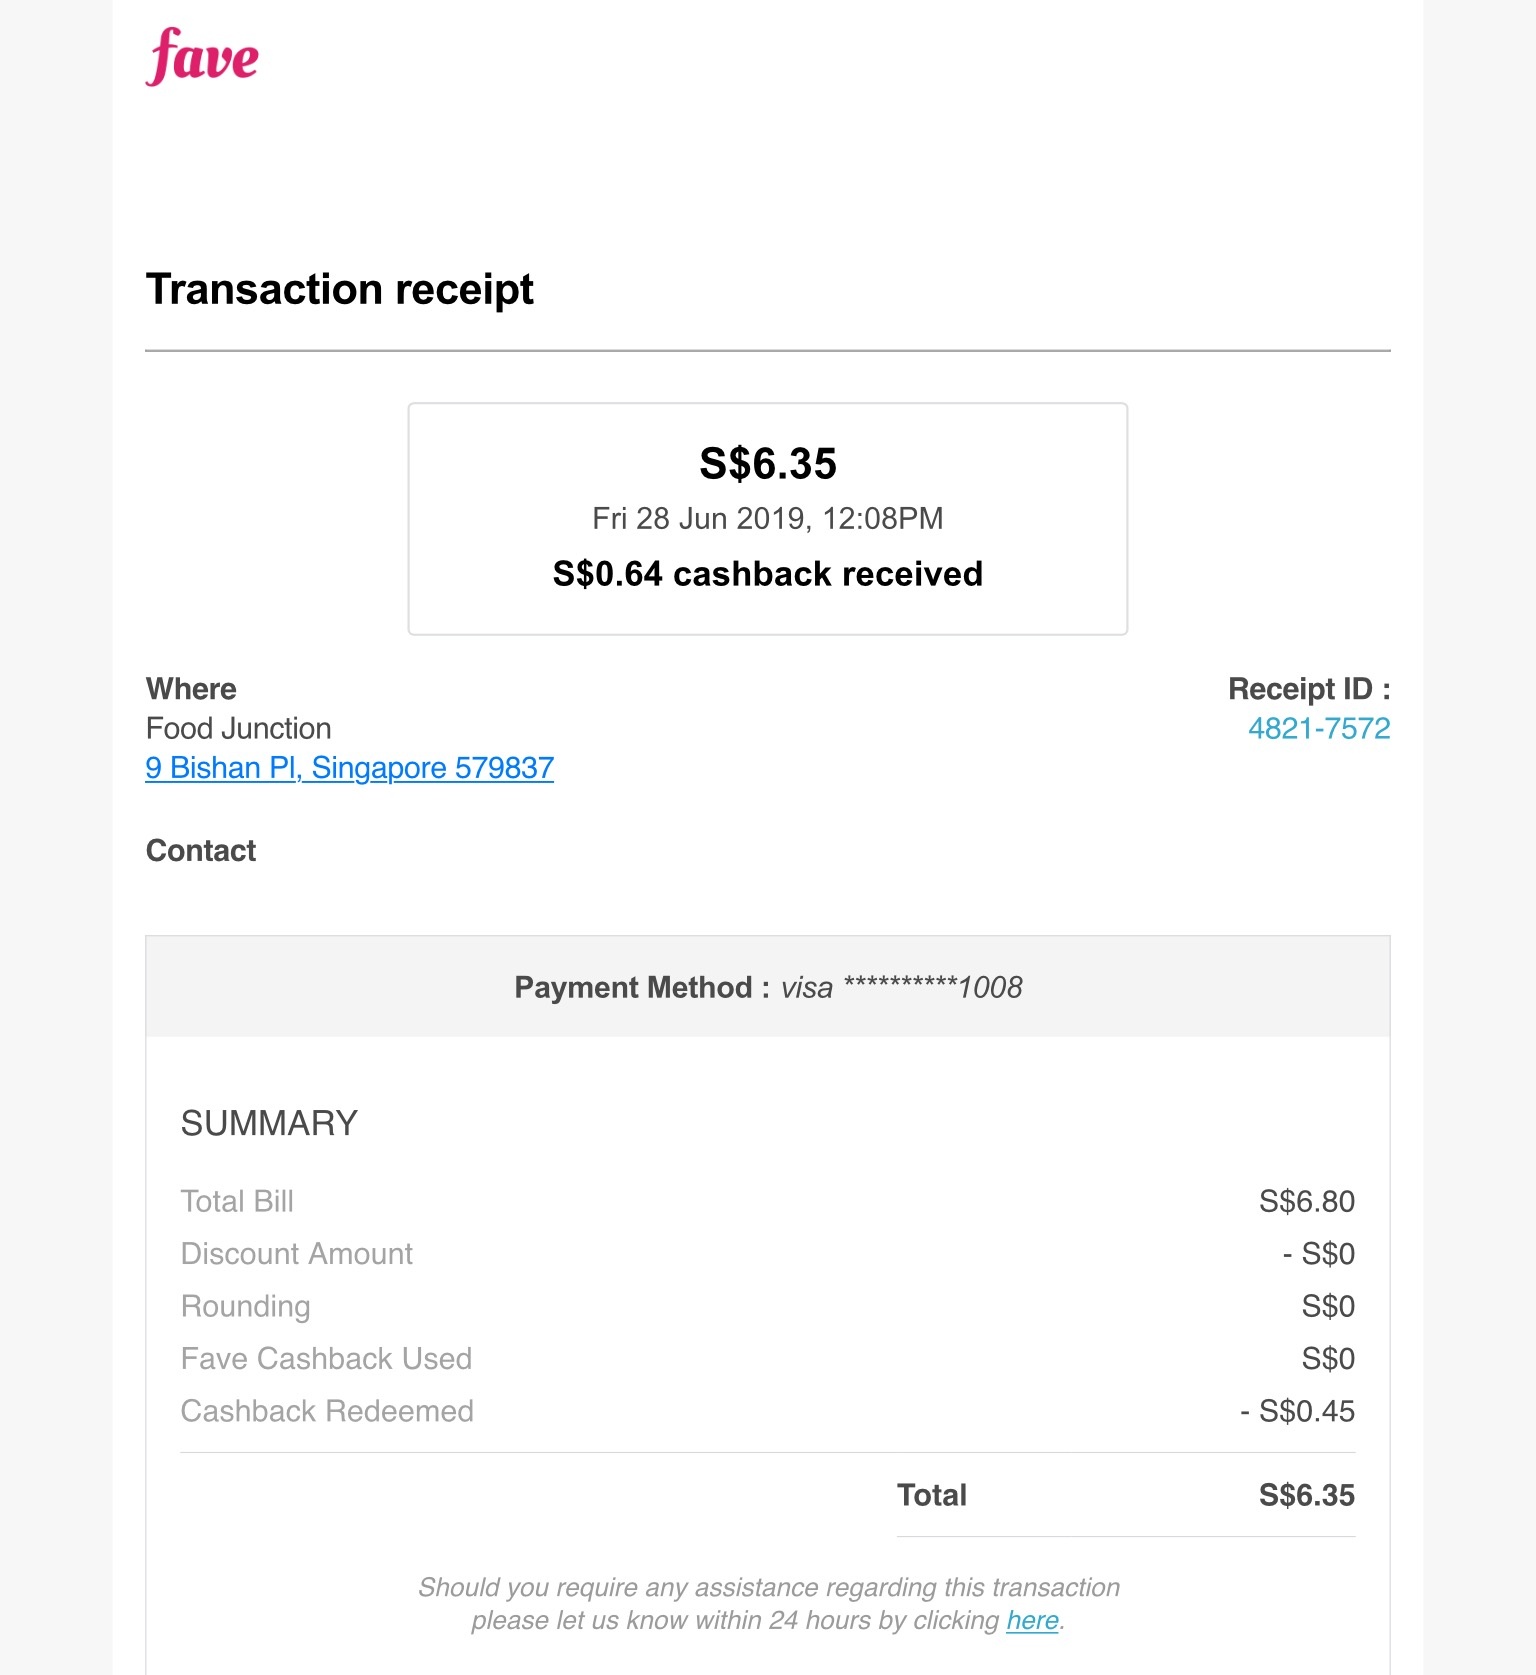 fave
Transaction receipt
S$6.35
Fri 28 Jun 2019, 12:08PM
S$0.64 cashback received
Where
Food Junction
9 Bishan Pl, Singapore 579837
Receipt ID :
4821-7572
Contact
Payment Method : visa **********1008
SUMMARY
Total Bill S$6.80
Discount Amount - S$0
Rounding S$0
Fave Cashback Used S$0
Cashback Redeemed - S$0.45
Total S$6.35
Should you require any assistance regarding this transaction
please let us know within 24 hours by clicking here.